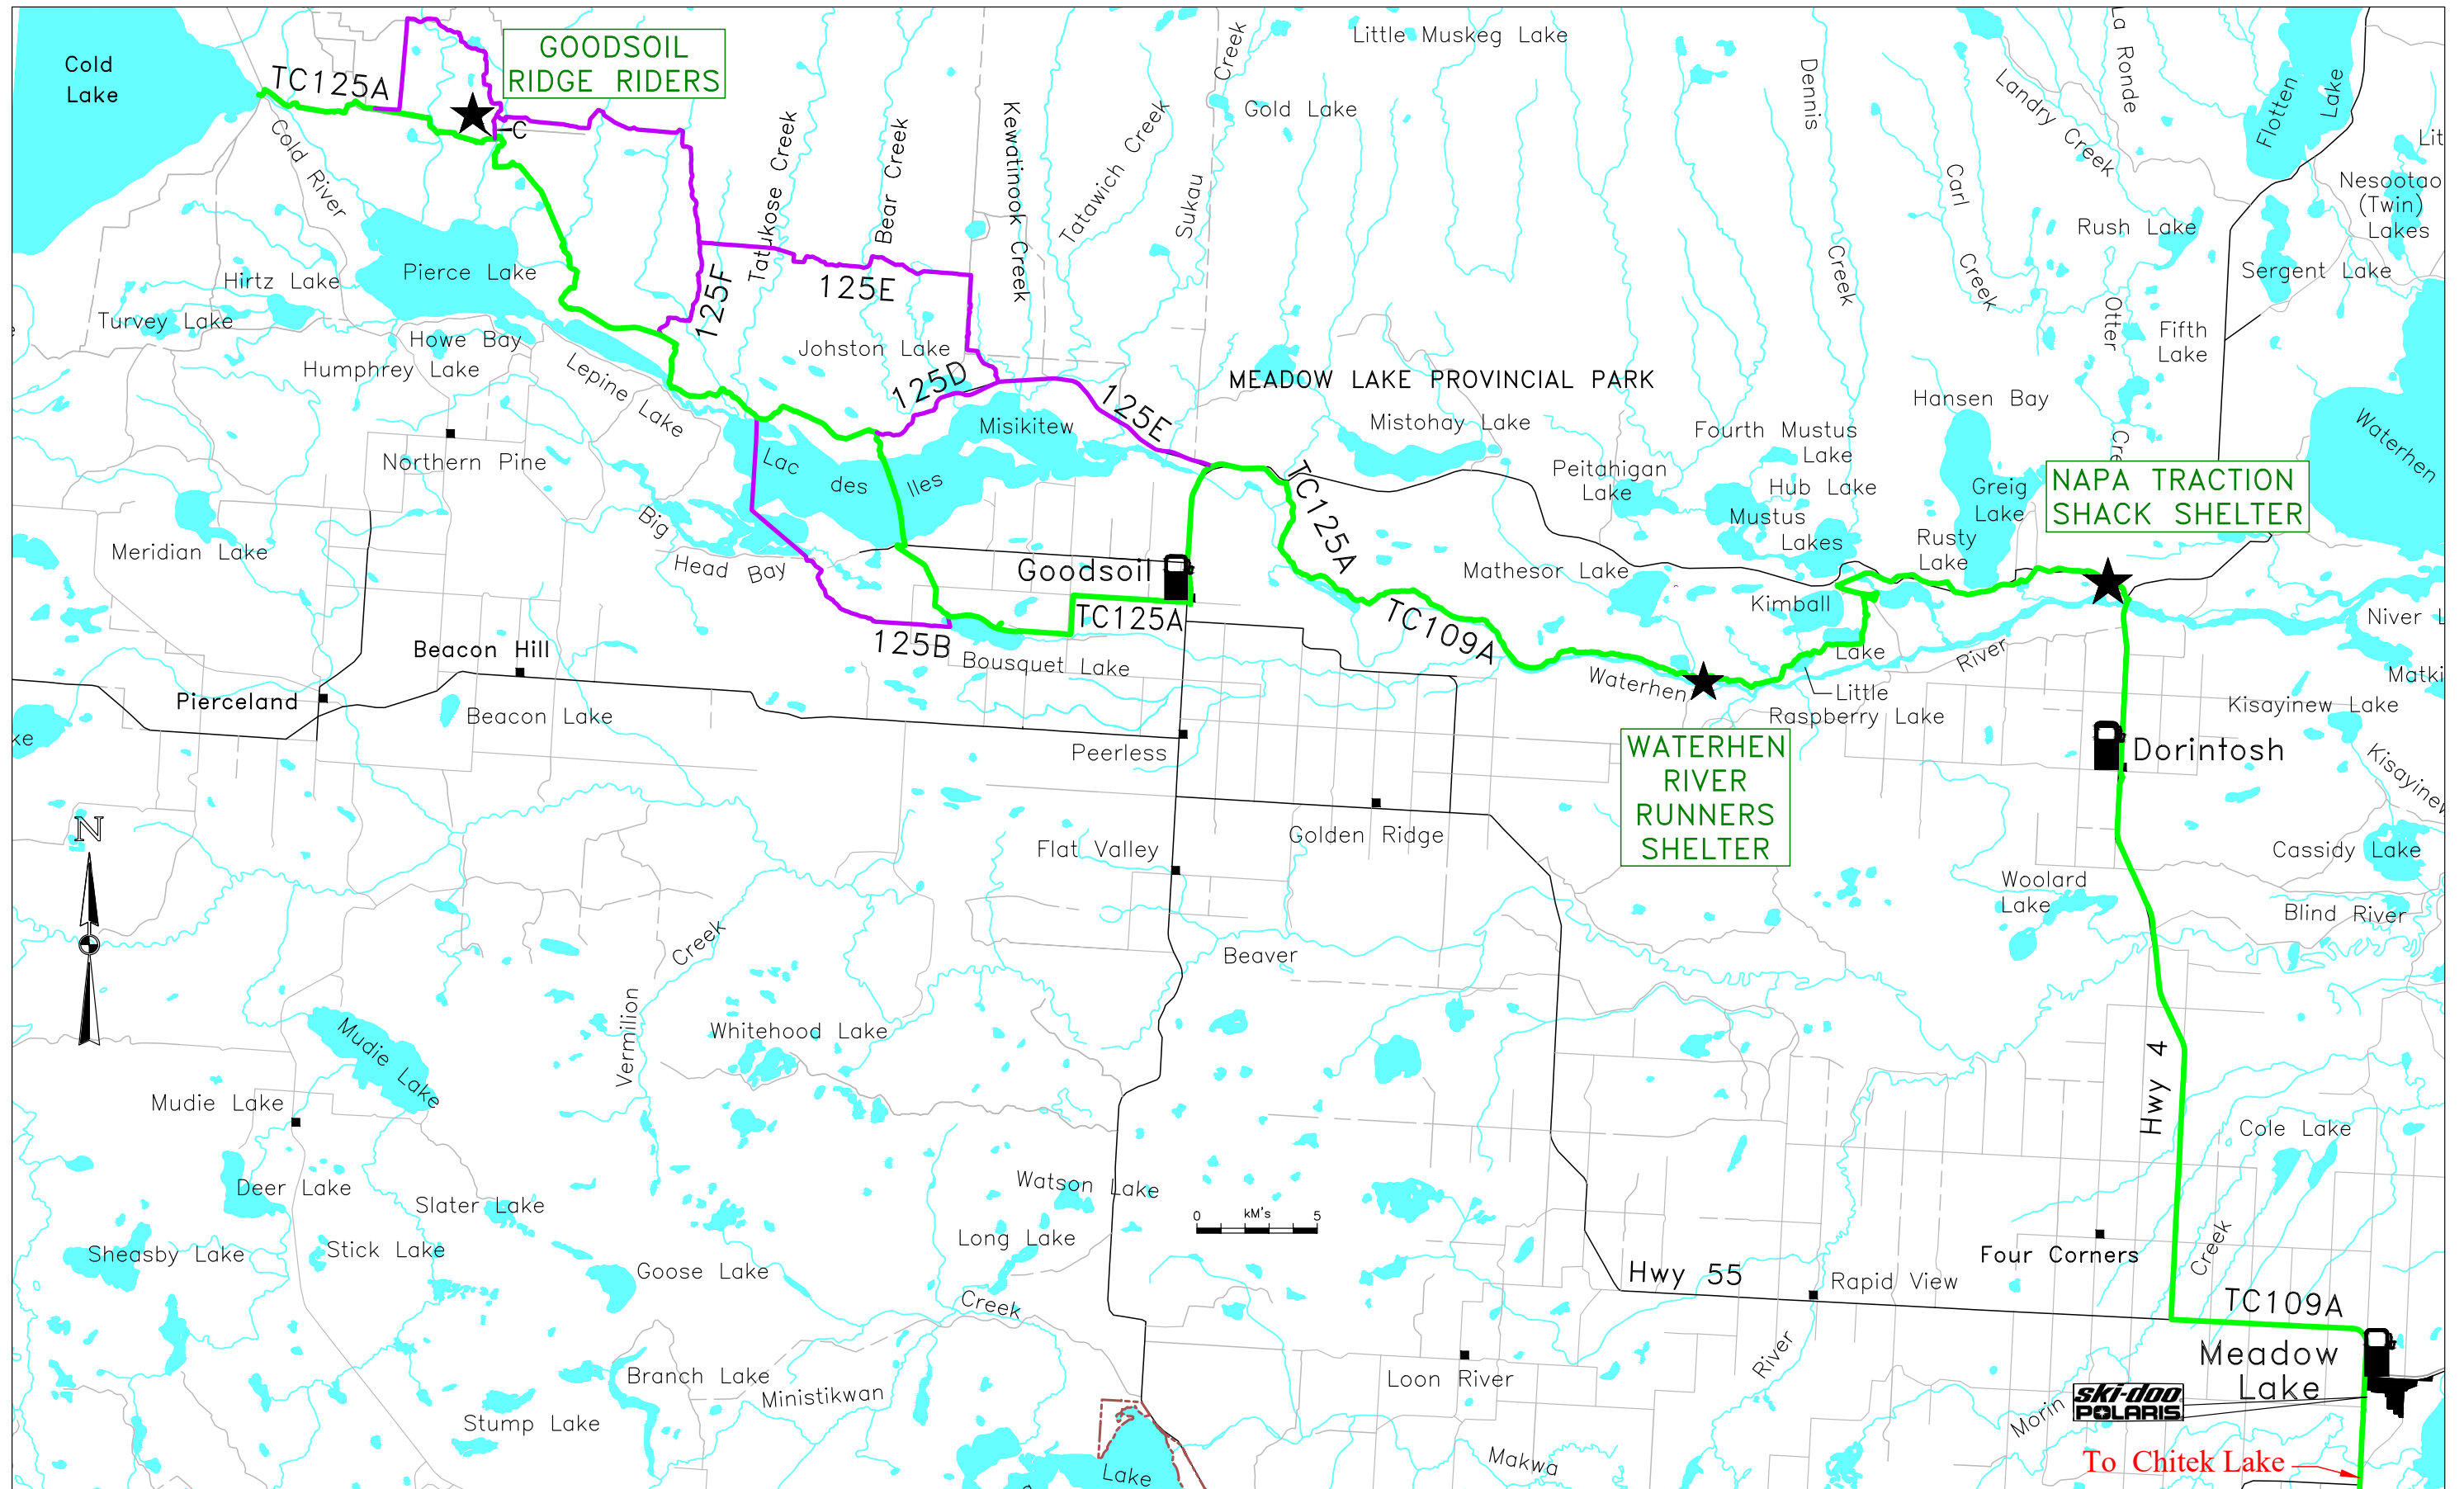 Cold
Lake
TC125A
GOODSOIL
RIDGE RIDERS
C
Cold River
Tatukose Creek
Bear Creek
Kewatinook Creek
Tatawich Creek
Sukau
Creek
Little Muskeg Lake
Gold Lake
Dennis
Creek
Carl
Creek
Landry Creek
La Ronde
Flotten
Lake
Lit
Nesootao
(Twin)
Lakes
Rush Lake
Sergent Lake
Otter
Cre
Fifth
Lake
Hirtz Lake
Pierce Lake
Turvey Lake
Howe Bay
Humphrey Lake
Lepine Lake
125F
125E
Johston Lake
125D
125E
MEADOW LAKE PROVINCIAL PARK
Misikitew
Mistohay Lake
Hansen Bay
Waterhen
Fourth Mustus
Lake
Hub Lake
Mustus
Lakes
Peitahigan
Lake
Greig
Lake
Rusty
Lake
NAPA TRACTION
SHACK SHELTER
Northern Pine
Lac
des
Iles
Big
Head Bay
Meridian Lake
Goodsoil
TC125A
TC125A
Mathesor Lake
TC109A
Kimball
Lake
River
Niver L
Matki
125B
Bousquet Lake
Beacon Hill
Pierceland
Beacon Lake
ke
Waterhen
Little
Raspberry Lake
Kisayinew Lake
Kisayinew
Peerless
WATERHEN
RIVER
RUNNERS
SHELTER
Dorintosh
N
Golden Ridge
Flat Valley
Cassidy Lake
Woolard
Lake
Blind River
Creek
Vermilion
Beaver
Mudie Lake
Whitehood Lake
Hwy 4
Mudie Lake
Cole Lake
Deer Lake
Slater Lake
Watson Lake
0 kM's 5
Long Lake
Sheasby Lake
Stick Lake
Goose Lake
Four Corners
Creek
Hwy 55
Rapid View
Creek
TC109A
Meadow
Lake
Branch Lake
Ministikwan
Loon River
River
ski-doo
POLARIS
Morin
Stump Lake
Makwa
Lake
To Chitek Lake